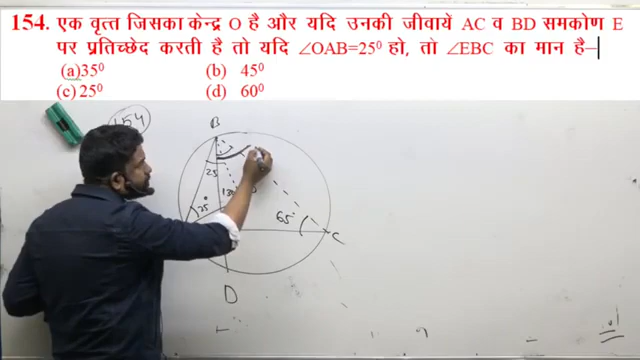 154. एक वृत्त जिसका केन्द्र O है और यदि उनकी जीवायें AC व BD समकोण E
पर प्रतिच्छेद करती है तो यदि ∠OAB=25⁰ हो, तो ∠EBC का मान है–
(a)35⁰ (b) 45⁰
(c) 25⁰ (d) 60⁰
154
B
25
25
65
C
D